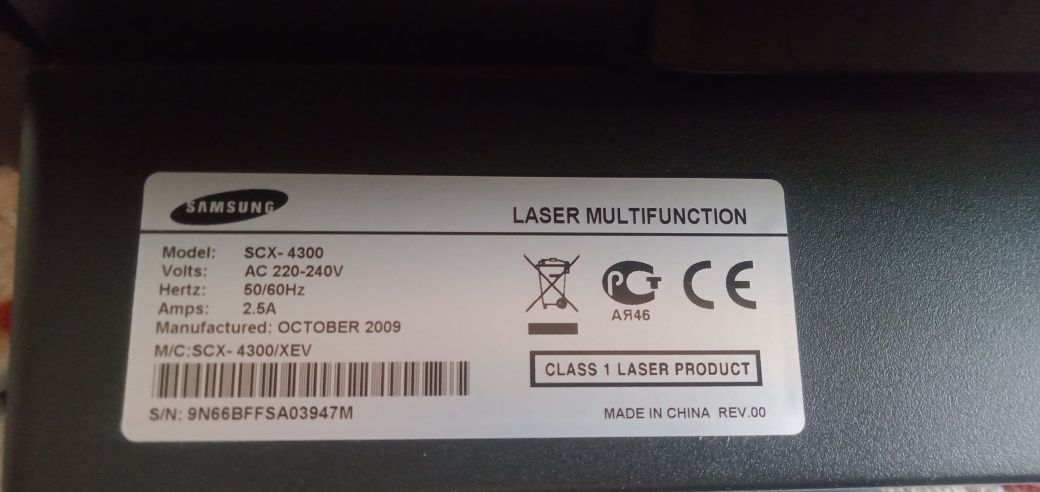 SAMSUNG
LASER MULTIFUNCTION
Model: SCX- 4300
Volts: AC 220-240V
Hertz: 50/60Hz
Amps: 2.5A
Manufactured: OCTOBER 2009
M/C:SCX- 4300/XEV
S/N: 9N66BFFSA03947M
РСТ
АЯ46
CE
CLASS 1 LASER PRODUCT
MADE IN CHINA REV.00